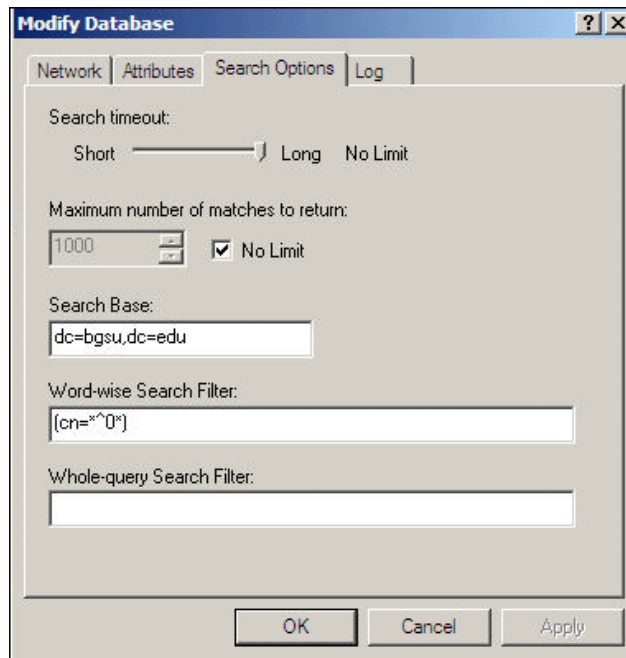 Modify Database
Network Attributes Search Options Log
Search timeout:
Short Long No Limit
Maximum number of matches to return:
1000 No Limit
Search Base:
dc=bgsu,dc=edu
Word-wise Search Filter:
(cn=*^0*)
Whole-query Search Filter:
OK Cancel Apply